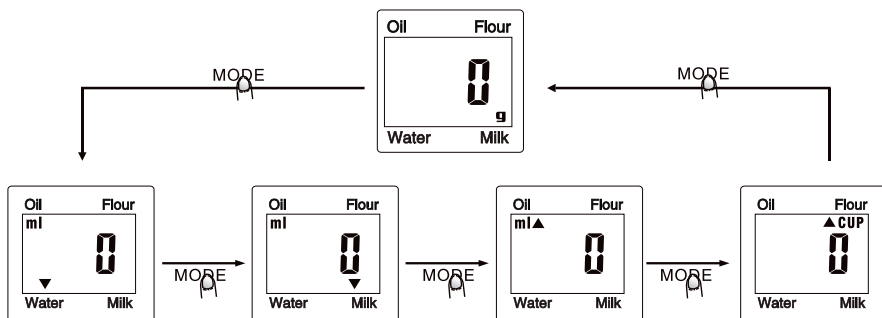 Oil Flour
0
g
Water Milk
MODE
MODE
Oil Flour
ml
0
Water Milk
MODE
Oil Flour
ml
0
Water Milk
MODE
Oil Flour
ml▲
0
Water Milk
MODE
Oil Flour
▲CUP
0
Water Milk